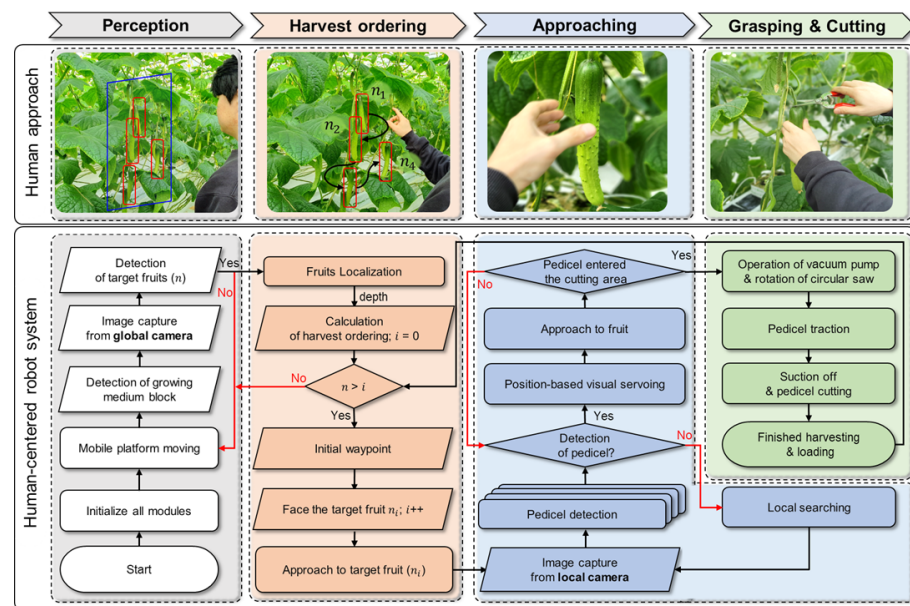 Perception
Harvest ordering
Approaching
Grasping & Cutting
Human approach
n₁
n₂
n₄
Human-centered robot system
Detection
of target fruits (n)
Yes
No
Image capture
from global camera
Detection of growing
medium block
Mobile platform moving
Initialize all modules
Start
Fruits Localization
depth
Calculation
of harvest ordering; i = 0
No
n > i
Yes
Initial waypoint
Face the target fruit nᵢ; i++
Approach to target fruit (nᵢ)
Pedicel entered
the cutting area
Yes
No
Approach to fruit
Position-based visual servoing
Yes
Detection
of pedicel?
No
Pedicel detection
Image capture
from local camera
Operation of vacuum pump
& rotation of circular saw
Pedicel traction
Suction off
& pedicel cutting
Finished harvesting
& loading
Local searching